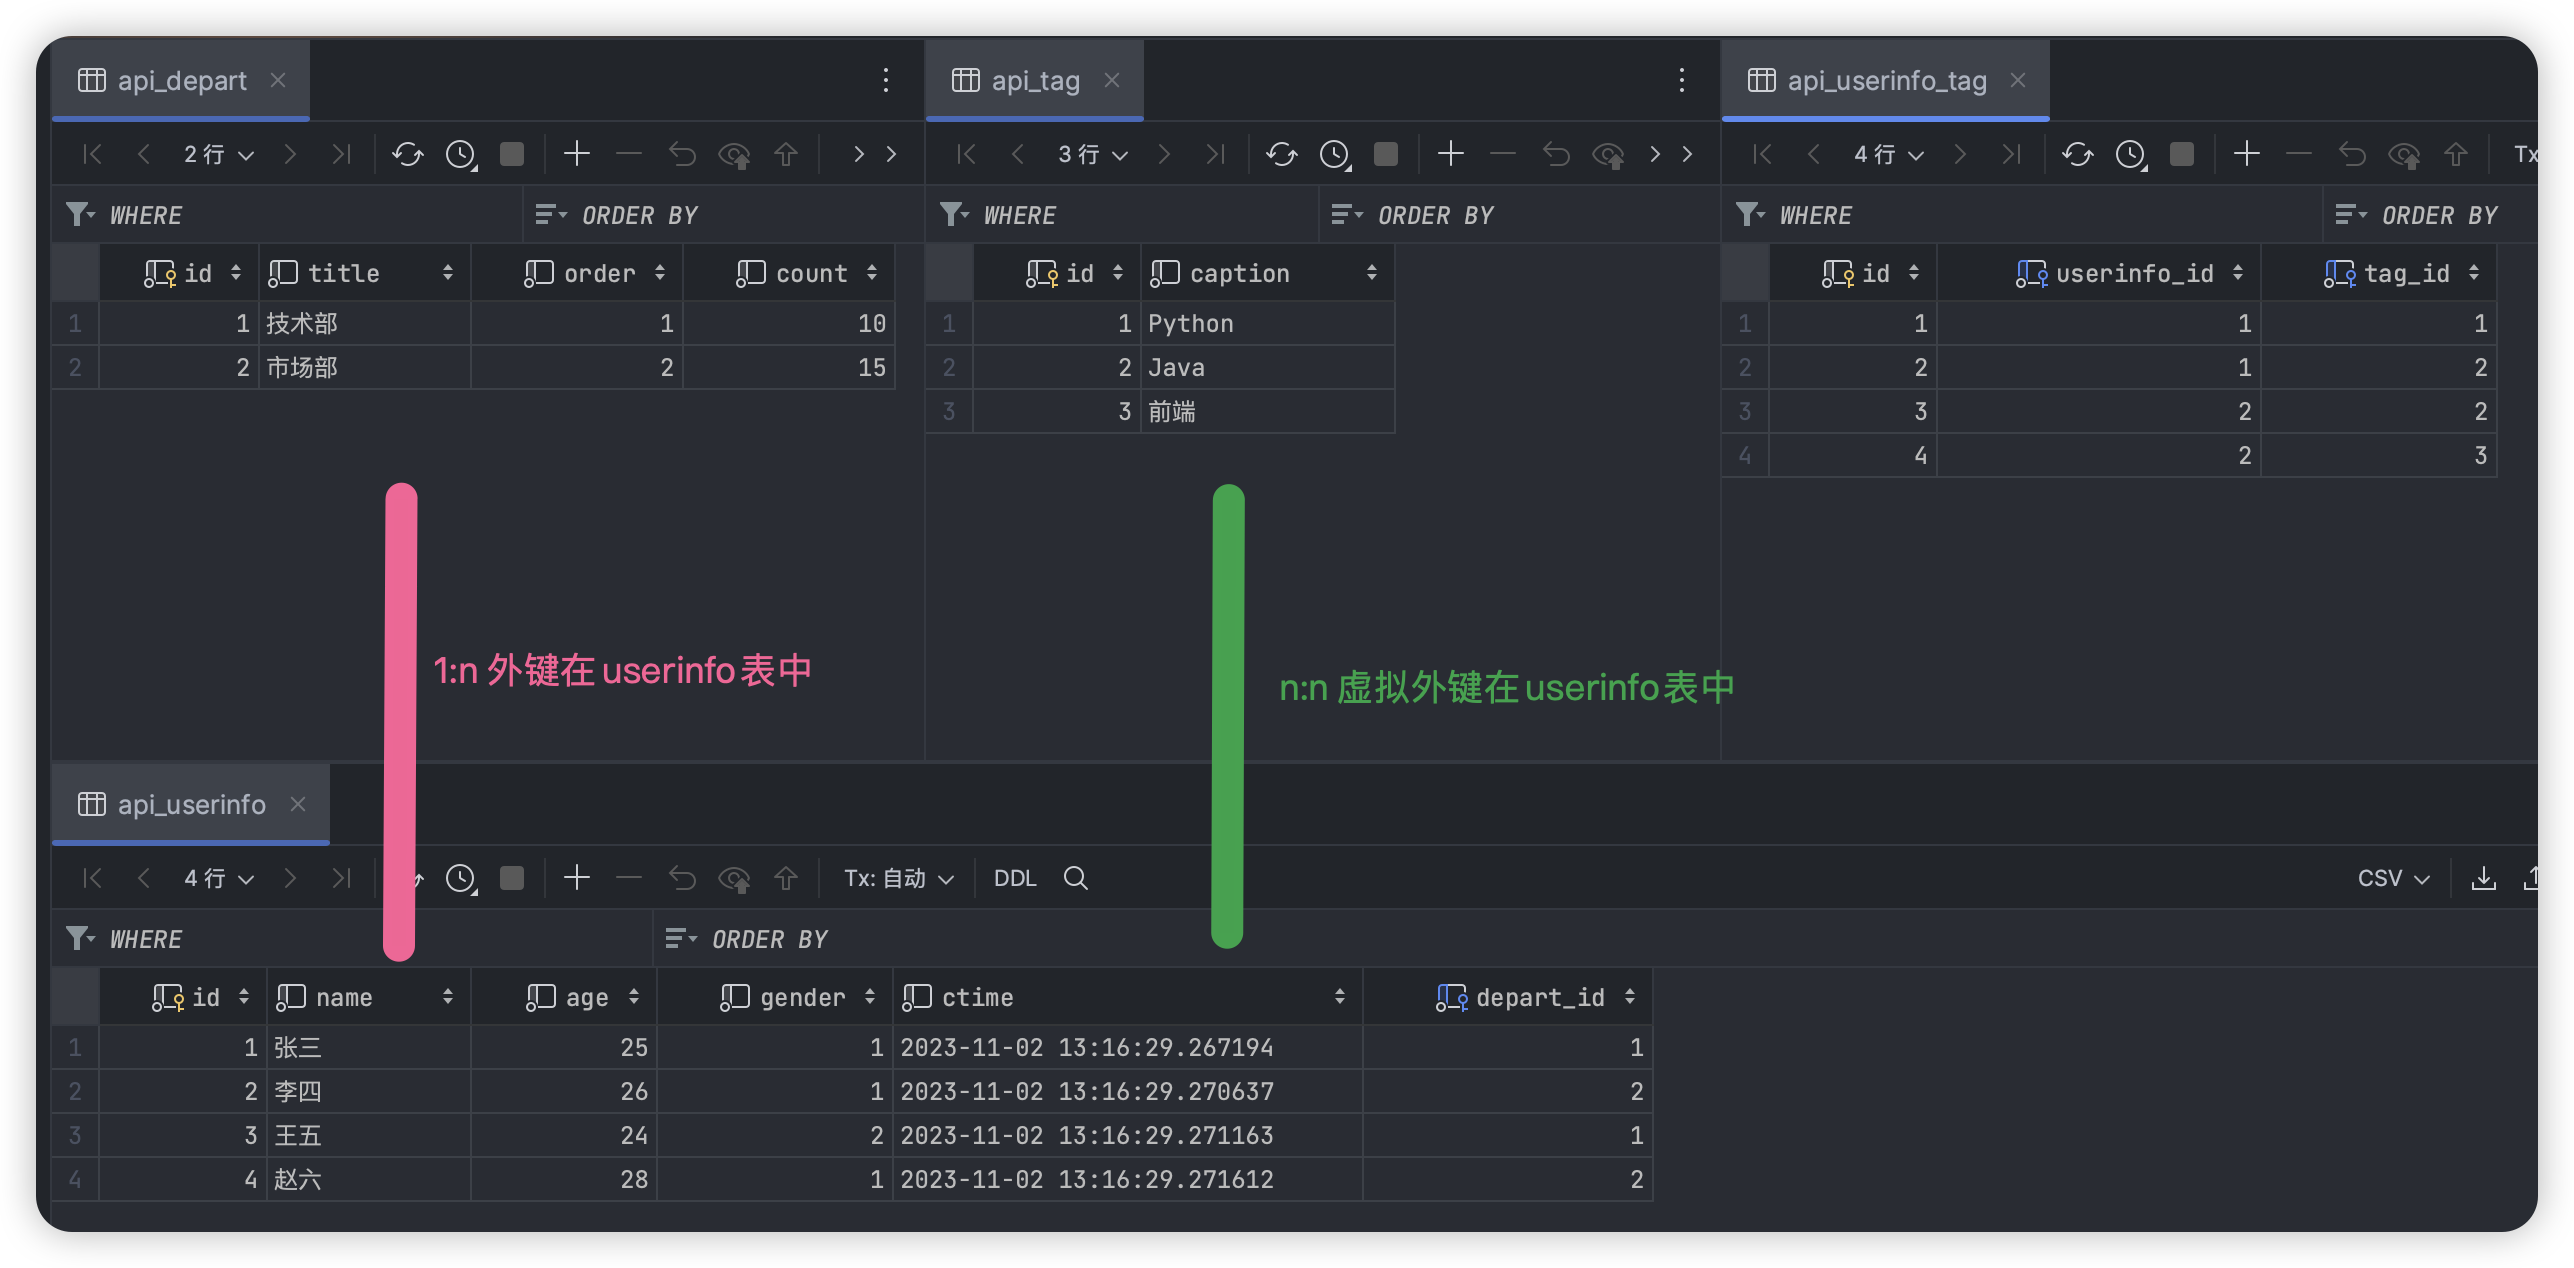 api_depart
2 行
WHERE ORDER BY
id title order count
1 1 技术部 1 10
2 2 市场部 2 15
api_tag
3 行
WHERE ORDER BY
id caption
1 1 Python
2 2 Java
3 3 前端
api_userinfo_tag
4 行 Tx
WHERE ORDER BY
id userinfo_id tag_id
1 1 1 1
2 2 1 2
3 3 2 2
4 4 2 3
1:n 外键在userinfo表中
n:n 虚拟外键在userinfo表中
api_userinfo
4 行 Tx: 自动 DDL CSV
WHERE ORDER BY
id name age gender ctime depart_id
1 1 张三 25 1 2023-11-02 13:16:29.267194 1
2 2 李四 26 1 2023-11-02 13:16:29.270637 2
3 3 王五 24 2 2023-11-02 13:16:29.271163 1
4 4 赵六 28 1 2023-11-02 13:16:29.271612 2